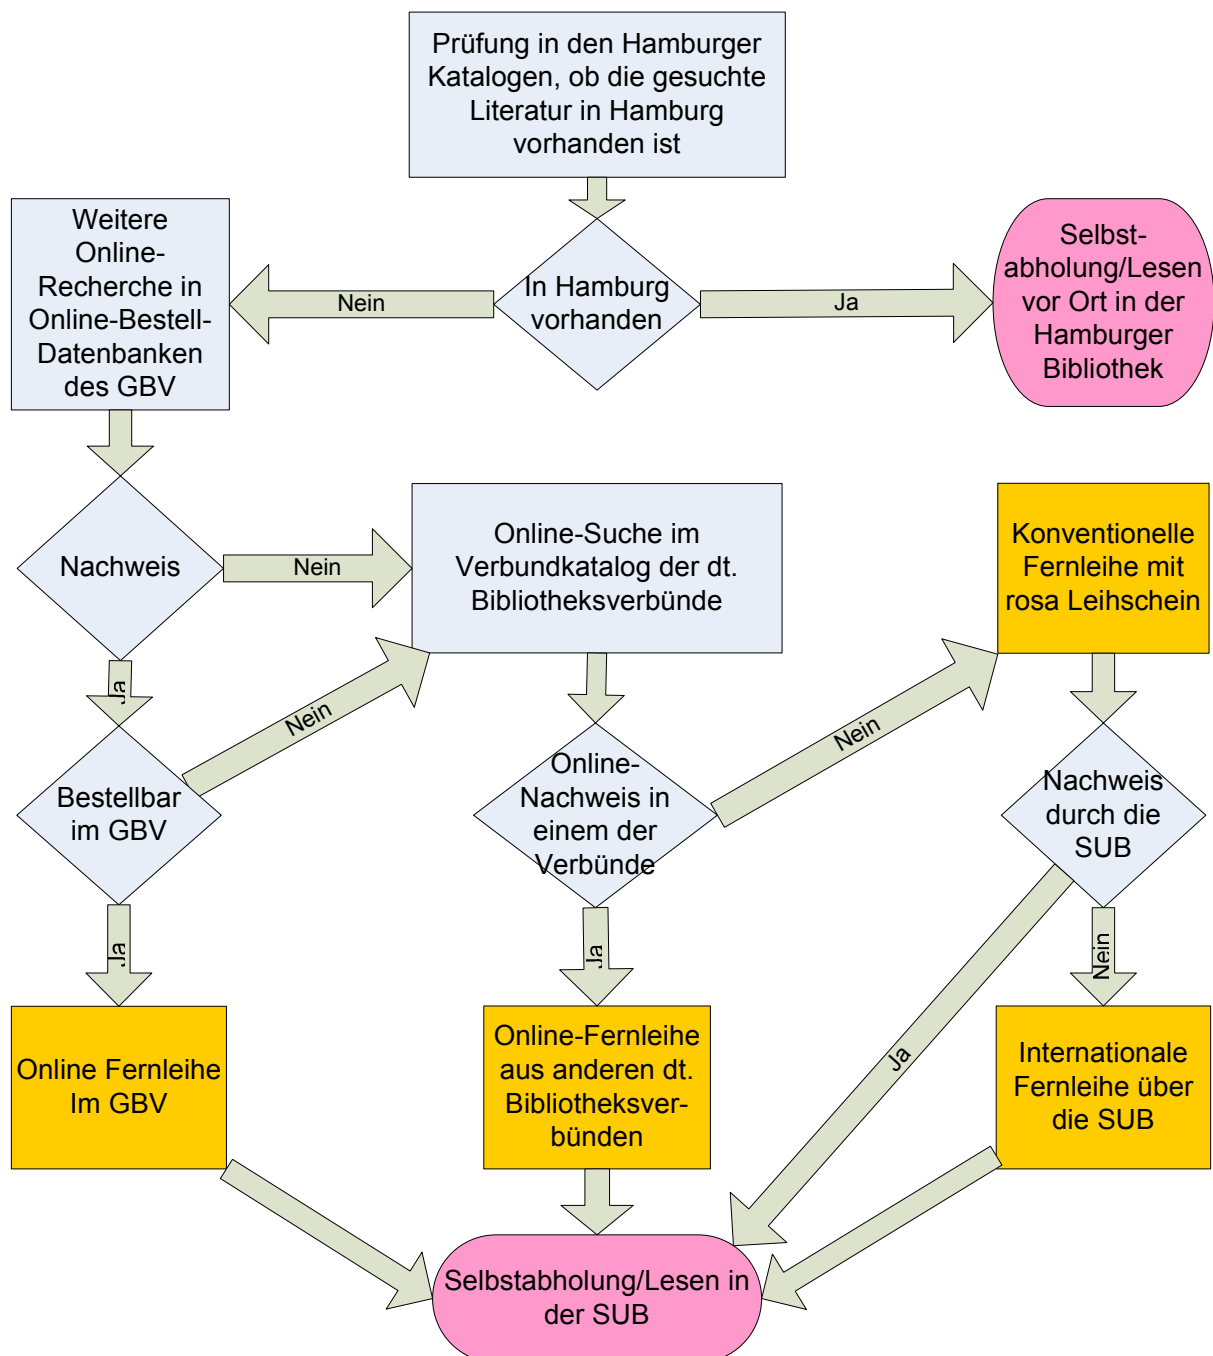 Prüfung in den Hamburger
Katalogen, ob die gesuchte
Literatur in Hamburg
vorhanden ist
Weitere
Online-
Recherche in
Online-Bestell-
Datenbanken
des GBV
Nein
In Hamburg
vorhanden
Ja
Selbst-
abholung/Lesen
vor Ort in der
Hamburger
Bibliothek
Nachweis
Nein
Online-Suche im
Verbundkatalog der dt.
Bibliotheksverbünde
Konventionelle
Fernleihe mit
rosa Leihschein
Ja
Nein
Nein
Bestellbar
im GBV
Online-
Nachweis in
einem der
Verbünde
Nachweis
durch die
SUB
Ja
Ja
Nein
Ja
Online Fernleihe
Im GBV
Online-Fernleihe
aus anderen dt.
Bibliotheksver-
bünden
Internationale
Fernleihe über
die SUB
Selbstabholung/Lesen in
der SUB